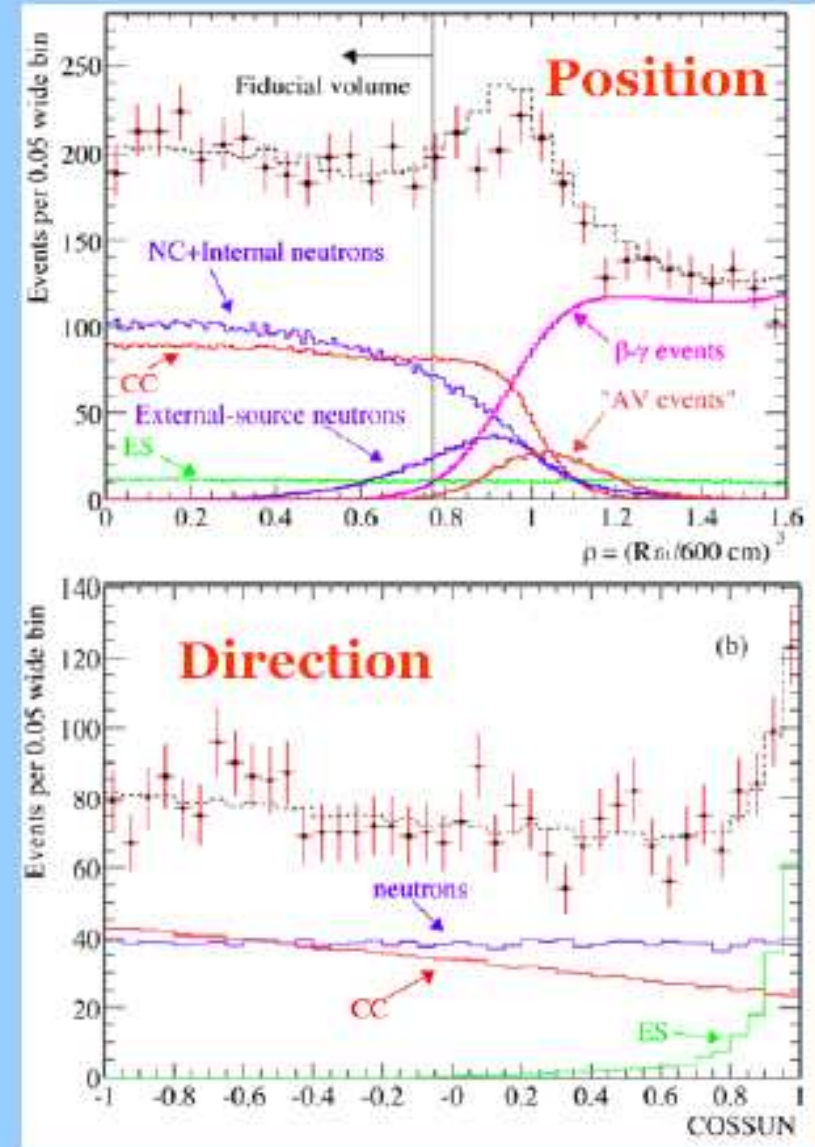 Position
Fiducial volume
Events per 0.05 wide bin
250
200
150
100
50
0
NC+Internal neutrons
CC
External-source neutrons
ES
β-γ events
"AV events"
0 0.2 0.4 0.6 0.8 1 1.2 1.4 1.6
ρ = (Rfit/600 cm)³
Direction
(b)
Events per 0.05 wide bin
140
120
100
80
60
40
20
0
neutrons
CC
ES
-1 -0.8 -0.6 -0.4 -0.2 -0 0.2 0.4 0.6 0.8 1
COSSUN